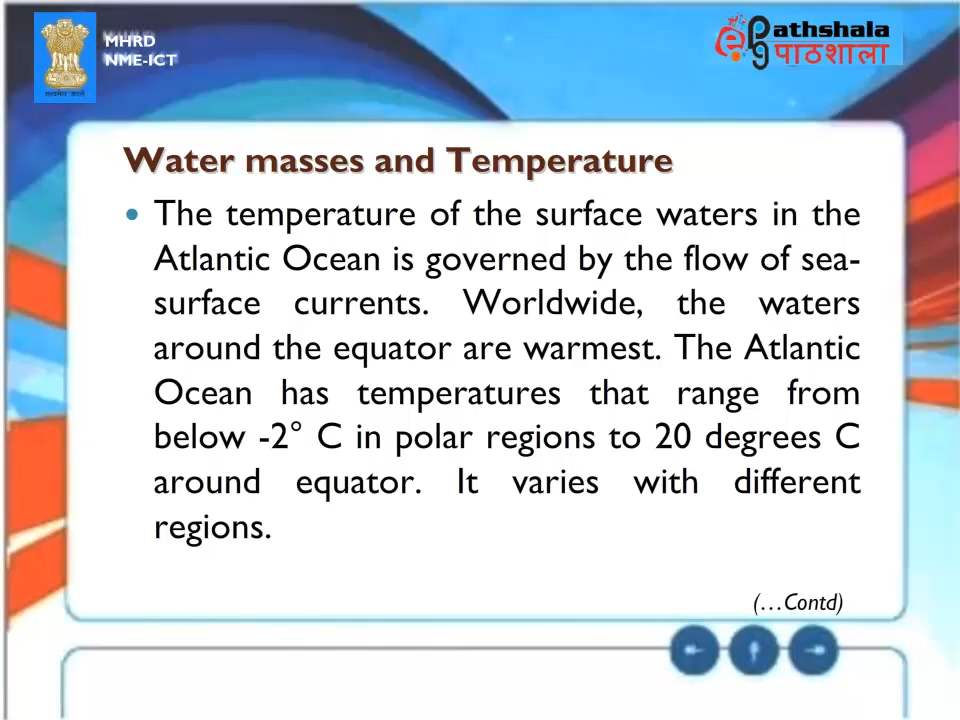 MHRD
NME-ICT
epg athshala
पाठशाला
Water masses and Temperature
• The temperature of the surface waters in the
Atlantic Ocean is governed by the flow of sea-
surface currents. Worldwide, the waters
around the equator are warmest. The Atlantic
Ocean has temperatures that range from
below -2° C in polar regions to 20 degrees C
around equator. It varies with different
regions.
(...Contd)